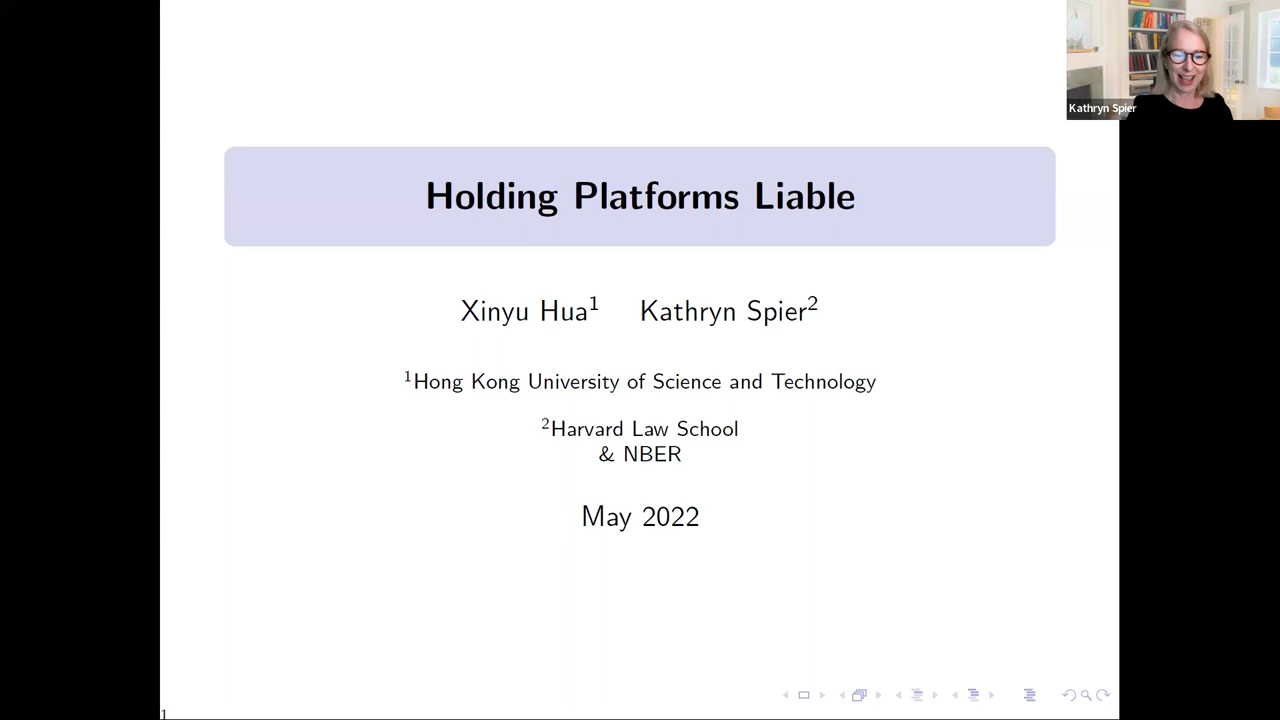 Kathryn Spier
Holding Platforms Liable
Xinyu Hua¹ Kathryn Spier²
¹Hong Kong University of Science and Technology
²Harvard Law School
& NBER
May 2022
1